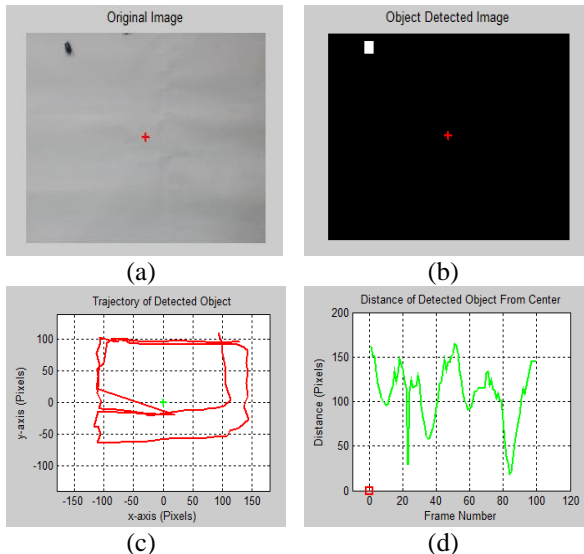 Original Image
Object Detected Image
(a)
(b)
Trajectory of Detected Object
y-axis (Pixels)
100
50
0
-50
-100
-150 -100 -50 0 50 100 150
x-axis (Pixels)
Distance of Detected Object From Center
Distance (Pixels)
200
150
100
50
0
0 20 40 60 80 100 120
Frame Number
(c)
(d)